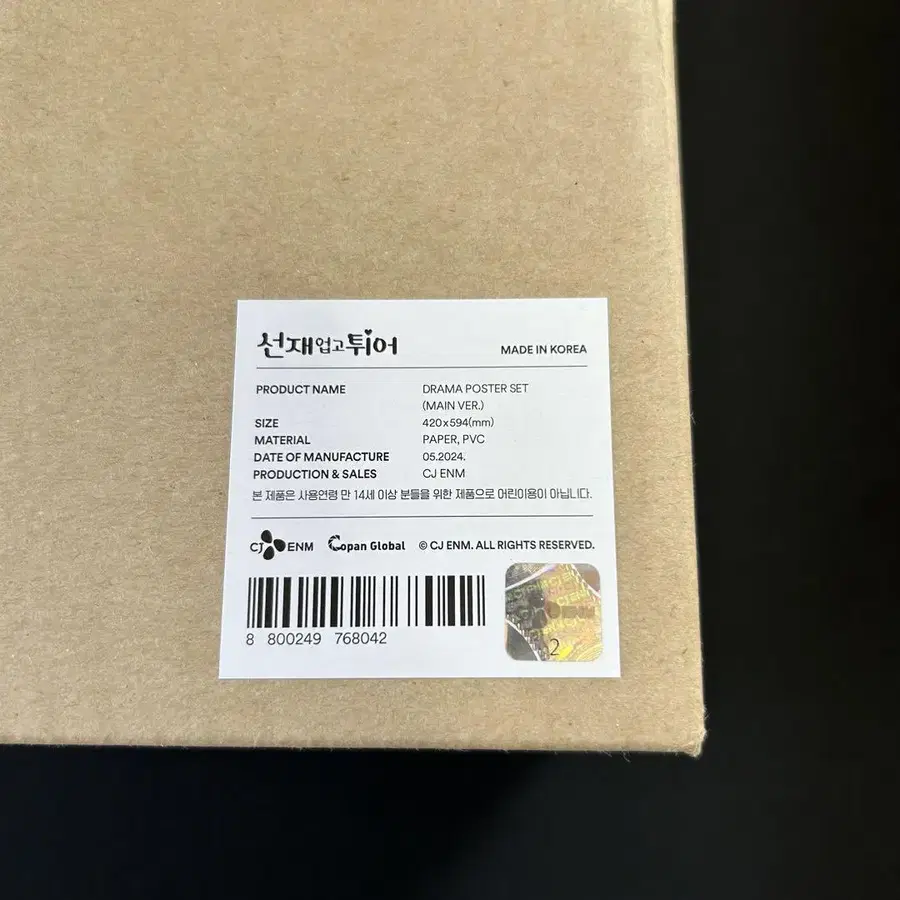 선재업고튀어
MADE IN KOREA
PRODUCT NAME DRAMA POSTER SET
(MAIN VER.)
SIZE 420x594(mm)
MATERIAL PAPER, PVC
DATE OF MANUFACTURE 05.2024.
PRODUCTION & SALES CJ ENM
본 제품은 사용연령 만 14세 이상 분들을 위한 제품으로 어린이용이 아닙니다.
CJ ENM Copan Global © CJ ENM. ALL RIGHTS RESERVED.
8 800249 768042
2